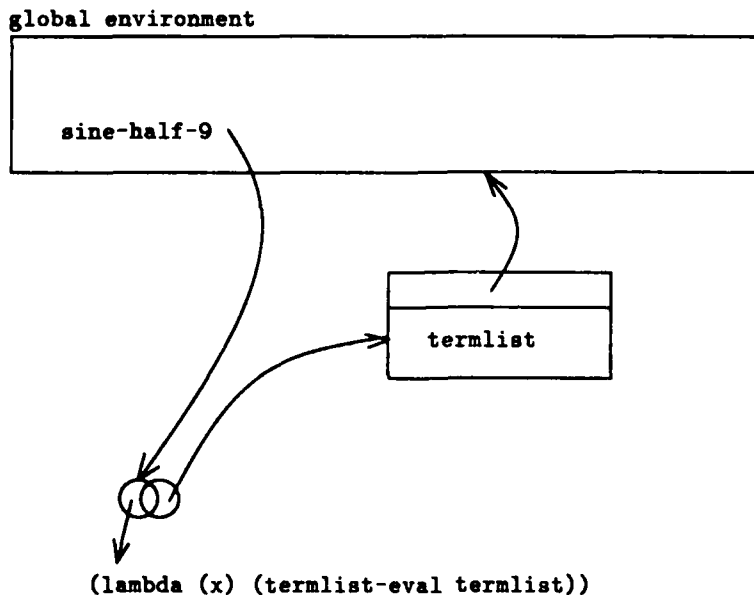 global environment
sine-half-9
termlist
(lambda (x) (termlist-eval termlist))